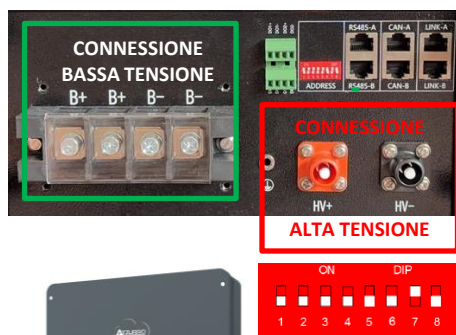 CONNESSIONE
BASSA TENSIONE
B+ B+ B- B-
RS485-A CAN-A LINK-A
ADDRESS RS485-B CAN-B LINK-B
CONNESSIONE
HV+ HV-
ALTA TENSIONE
ON DIP
1 2 3 4 5 6 7 8